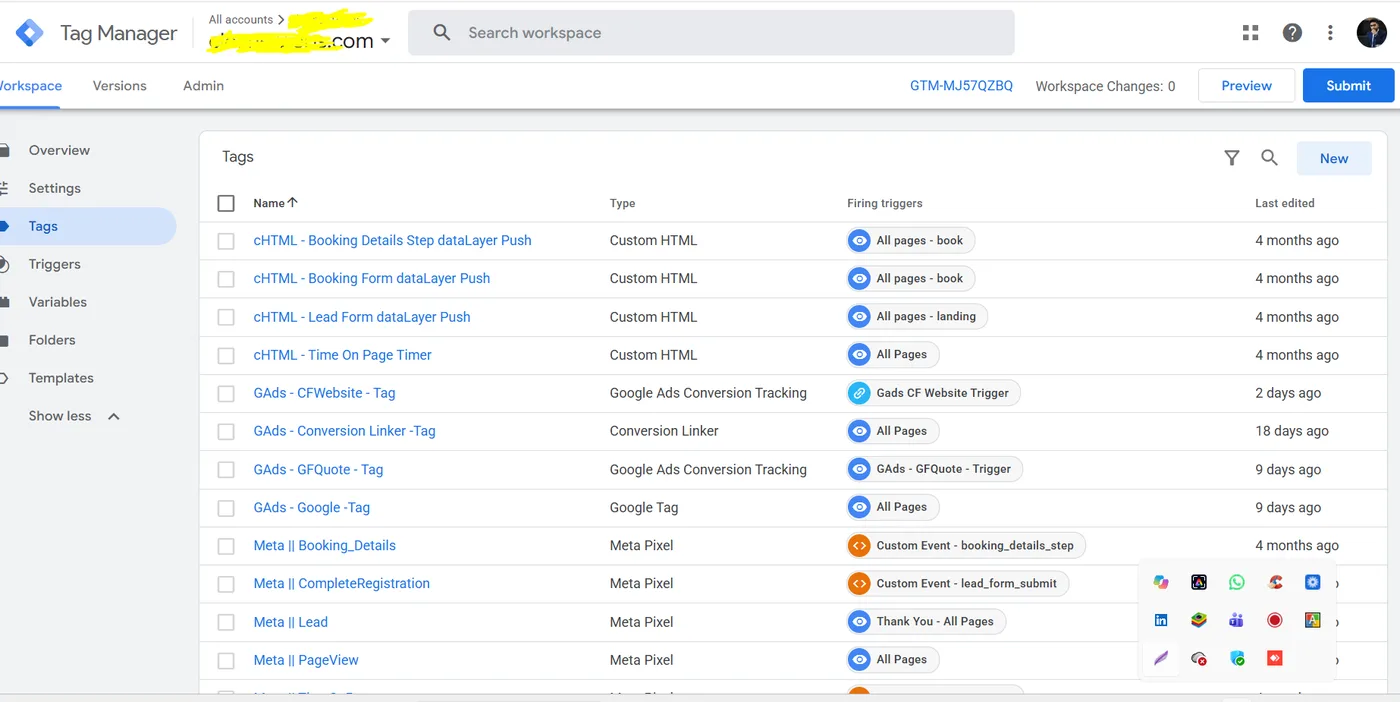 All accounts >
Tag Manager
.com
Search workspace
Workspace
Versions
Admin
GTM-MJ57QZBQ
Workspace Changes: 0
Preview
Submit
Overview
Settings
Tags
Triggers
Variables
Folders
Templates
Show less
Tags
New
Name Type Firing triggers Last edited
cHTML - Booking Details Step dataLayer Push Custom HTML All pages - book 4 months ago
cHTML - Booking Form dataLayer Push Custom HTML All pages - book 4 months ago
cHTML - Lead Form dataLayer Push Custom HTML All pages - landing 4 months ago
cHTML - Time On Page Timer Custom HTML All Pages 4 months ago
GAds - CFWebsite - Tag Google Ads Conversion Tracking Gads CF Website Trigger 2 days ago
GAds - Conversion Linker -Tag Conversion Linker All Pages 18 days ago
GAds - GFQuote - Tag Google Ads Conversion Tracking GAds - GFQuote - Trigger 9 days ago
GAds - Google -Tag Google Tag All Pages 9 days ago
Meta || Booking_Details Meta Pixel Custom Event - booking_details_step 4 months ago
Meta || CompleteRegistration Meta Pixel Custom Event - lead_form_submit
Meta || Lead Meta Pixel Thank You - All Pages
Meta || PageView Meta Pixel All Pages